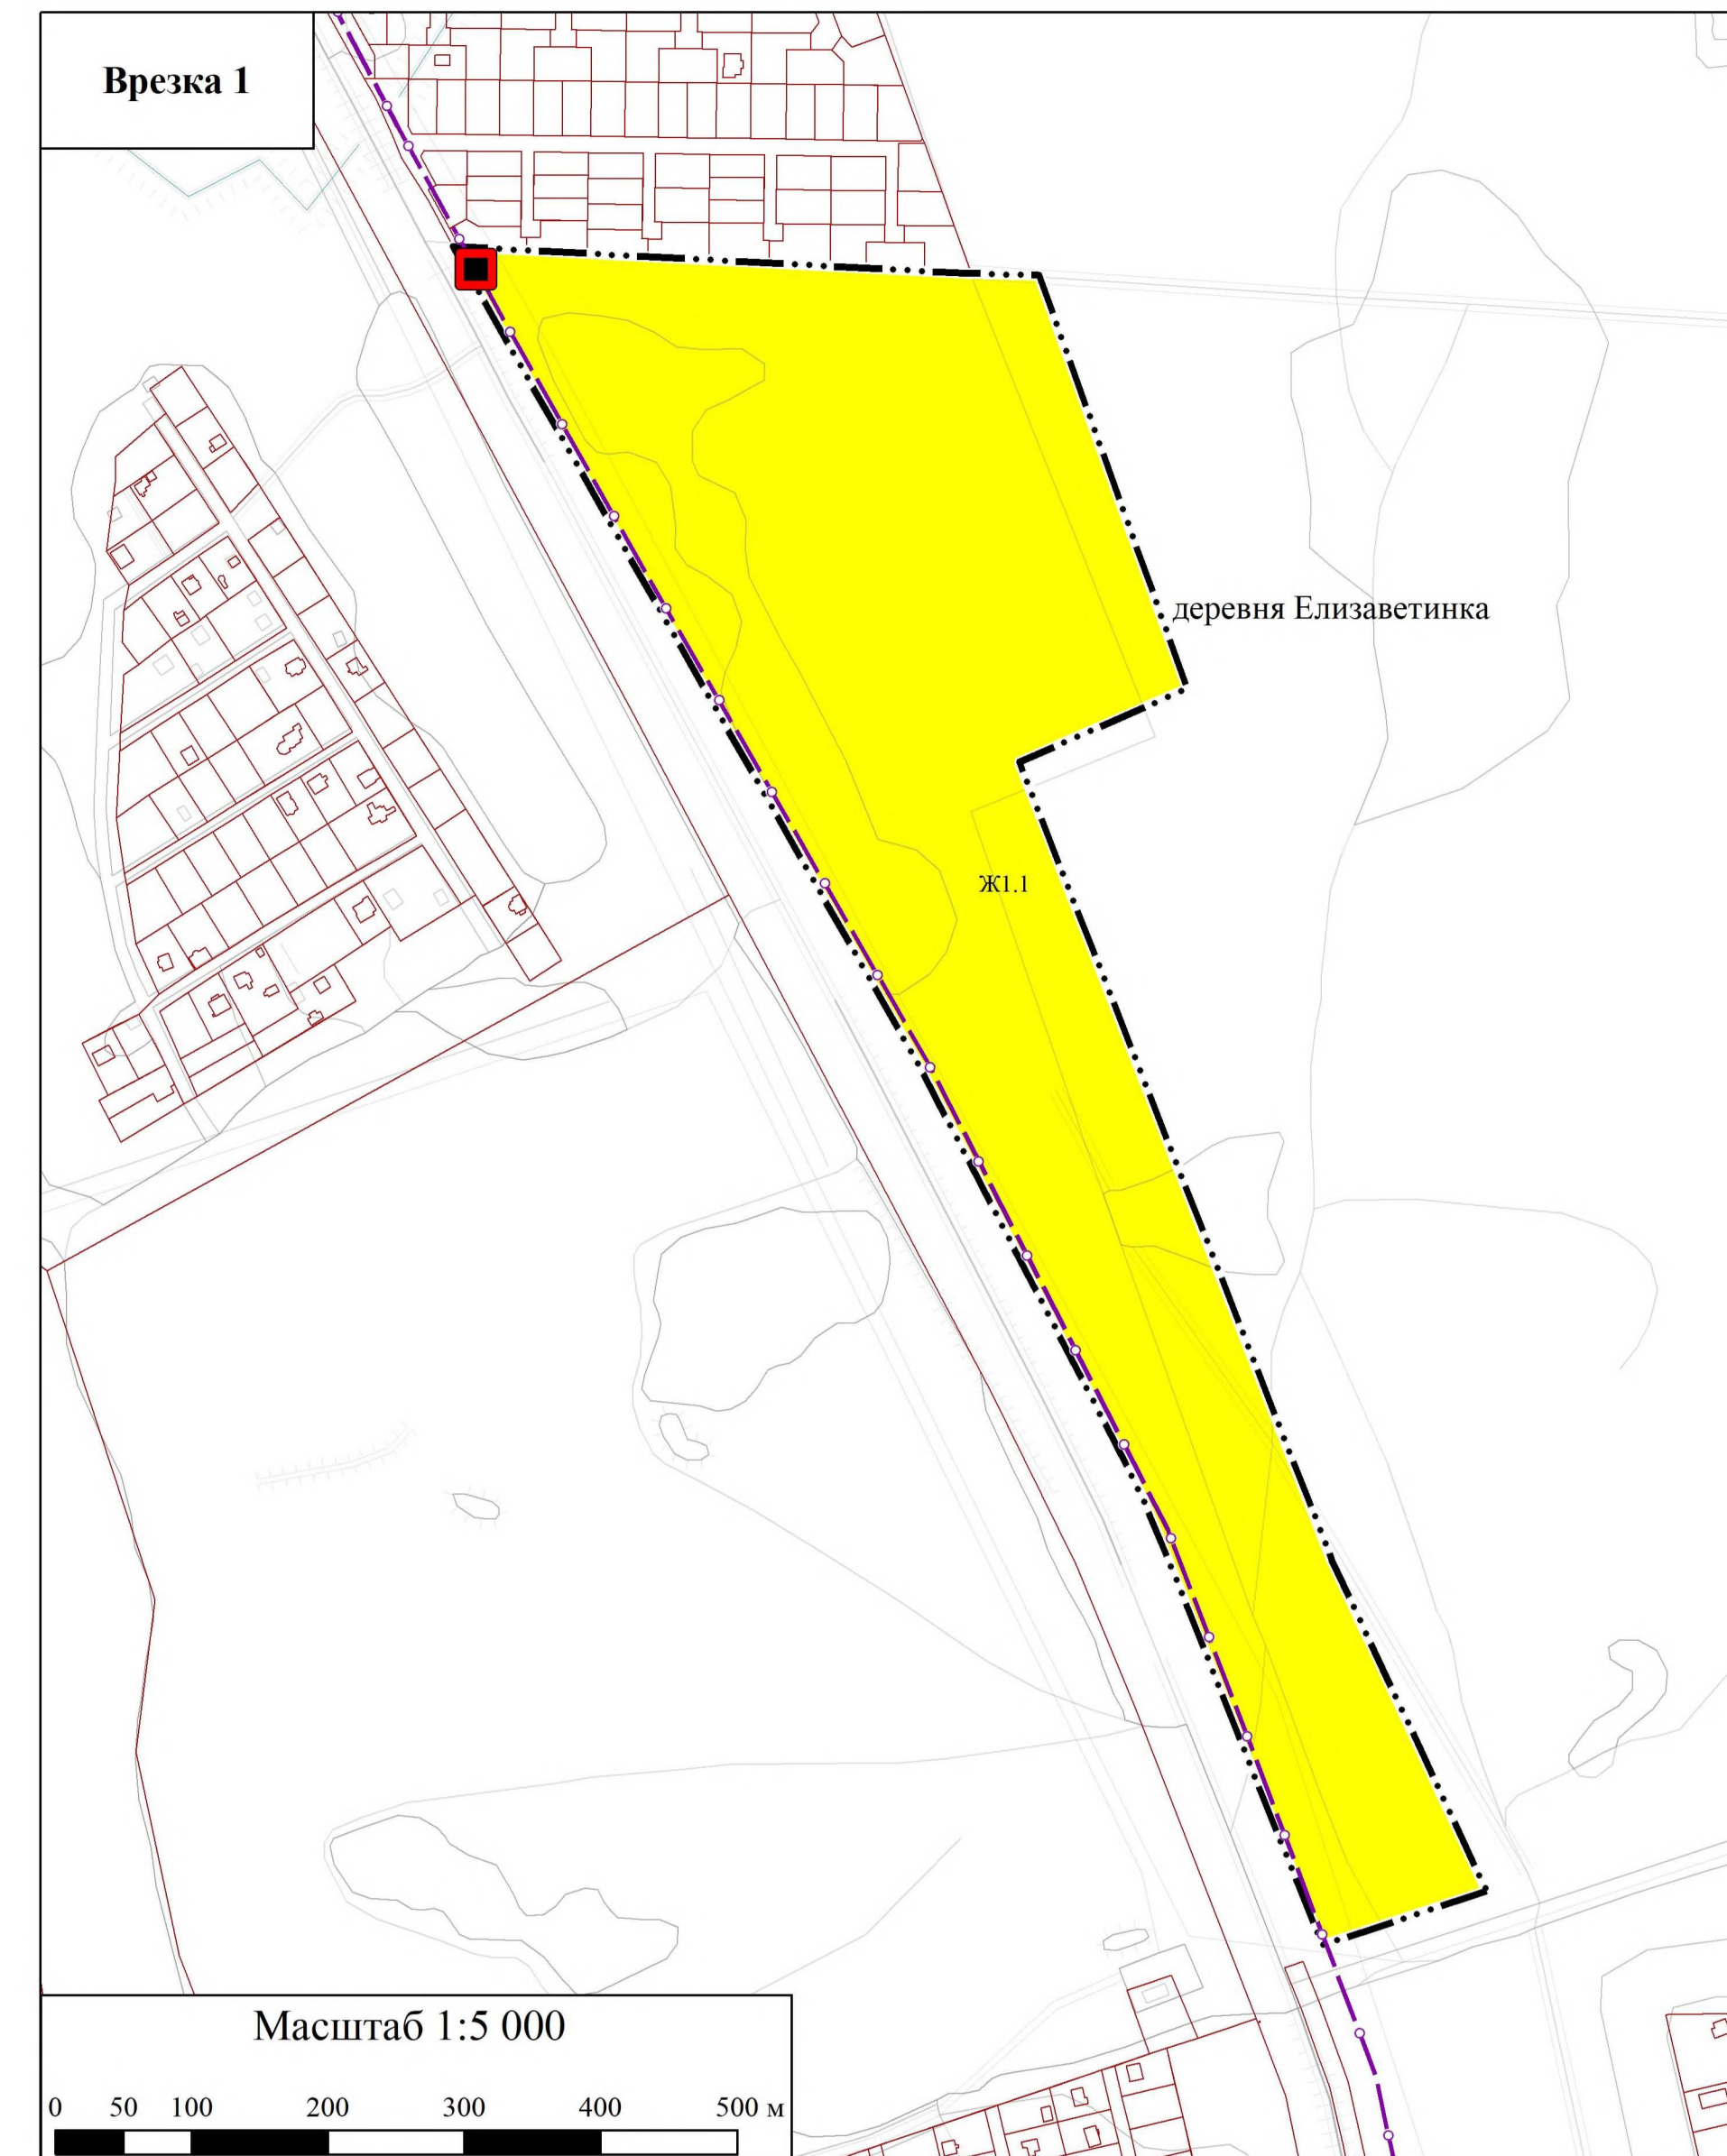 Врезка 1
деревня Елизаветинка
Ж1.1
Масштаб 1:5 000
0 50 100 200 300 400 500 м